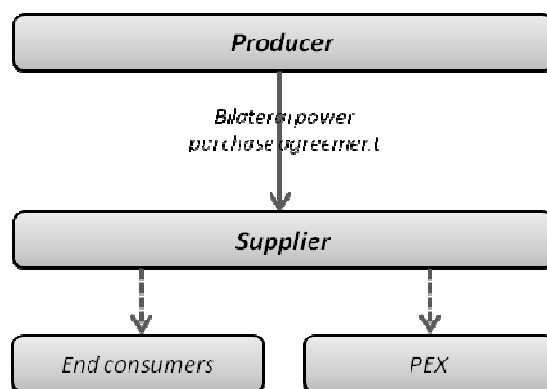 Producer
Bilateral power
purchase agreement
Supplier
End consumers
PEX